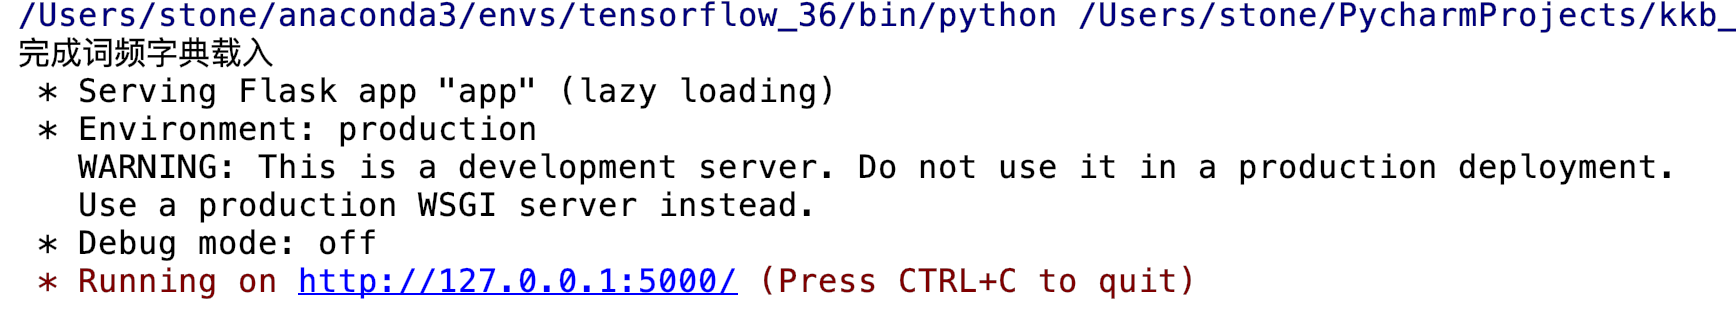 /Users/stone/anaconda3/envs/tensorflow_36/bin/python /Users/stone/PycharmProjects/kkb_
完成词频字典载入
* Serving Flask app "app" (lazy loading)
* Environment: production
WARNING: This is a development server. Do not use it in a production deployment.
Use a production WSGI server instead.
* Debug mode: off
* Running on http://127.0.0.1:5000/ (Press CTRL+C to quit)